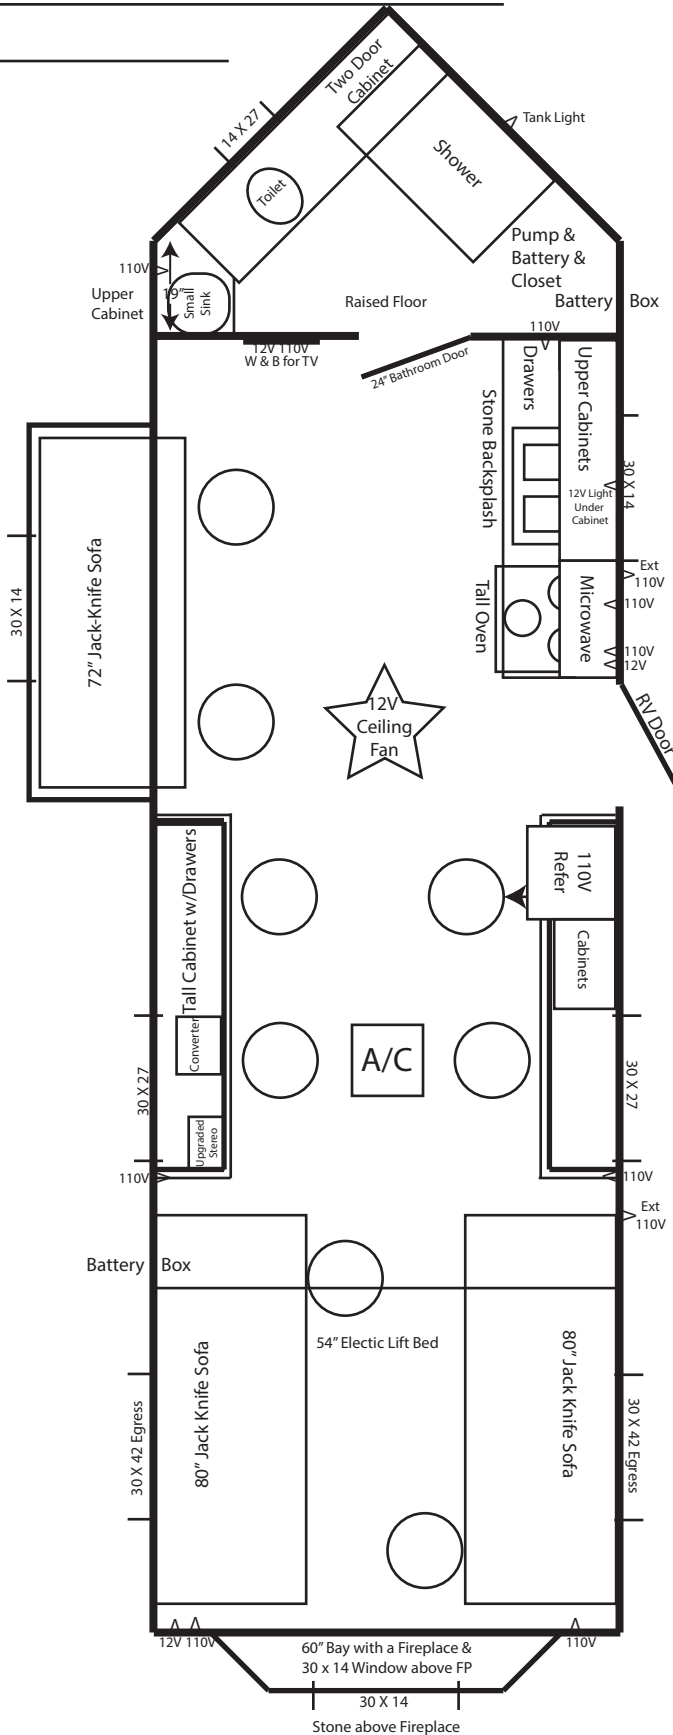 Two Door
Cabinet
14 X 27
Tank Light
Shower
Toilet
Pump &
Battery &
Closet
110V
Upper
Cabinet
19"
Small
Sink
Raised Floor
Battery
Box
12V 110V
W & B for TV
24" Bathroom Door
110V
Drawers
Upper Cabinets
Stone Backsplash
12V Light
Under
Cabinet
30 X 14
Ext
110V
110V
Microwave
Tall Oven
110V
12V
RV Door
30 X 14
72" Jack-Knife Sofa
12V
Ceiling
Fan
Tall Cabinet w/Drawers
110V
Refer
Cabinets
Converter
A/C
30 X 27
30 X 27
Upgraded
Stereo
110V
110V
Ext
110V
Battery
Box
54" Electic Lift Bed
80" Jack Knife Sofa
80" Jack Knife Sofa
30 X 42 Egress
30 X 42 Egress
12V 110V
110V
60" Bay with a Fireplace &
30 x 14 Window above FP
30 X 14
Stone above Fireplace